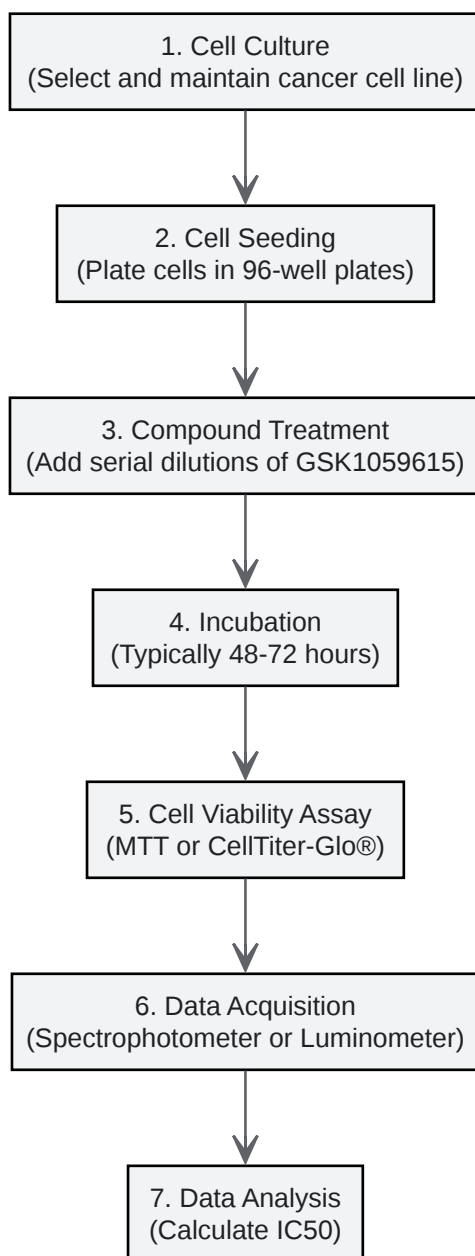 1. Cell Culture
(Select and maintain cancer cell line)
2. Cell Seeding
(Plate cells in 96-well plates)
3. Compound Treatment
(Add serial dilutions of GSK1059615)
4. Incubation
(Typically 48-72 hours)
5. Cell Viability Assay
(MTT or CellTiter-Glo®)
6. Data Acquisition
(Spectrophotometer or Luminometer)
7. Data Analysis
(Calculate IC50)